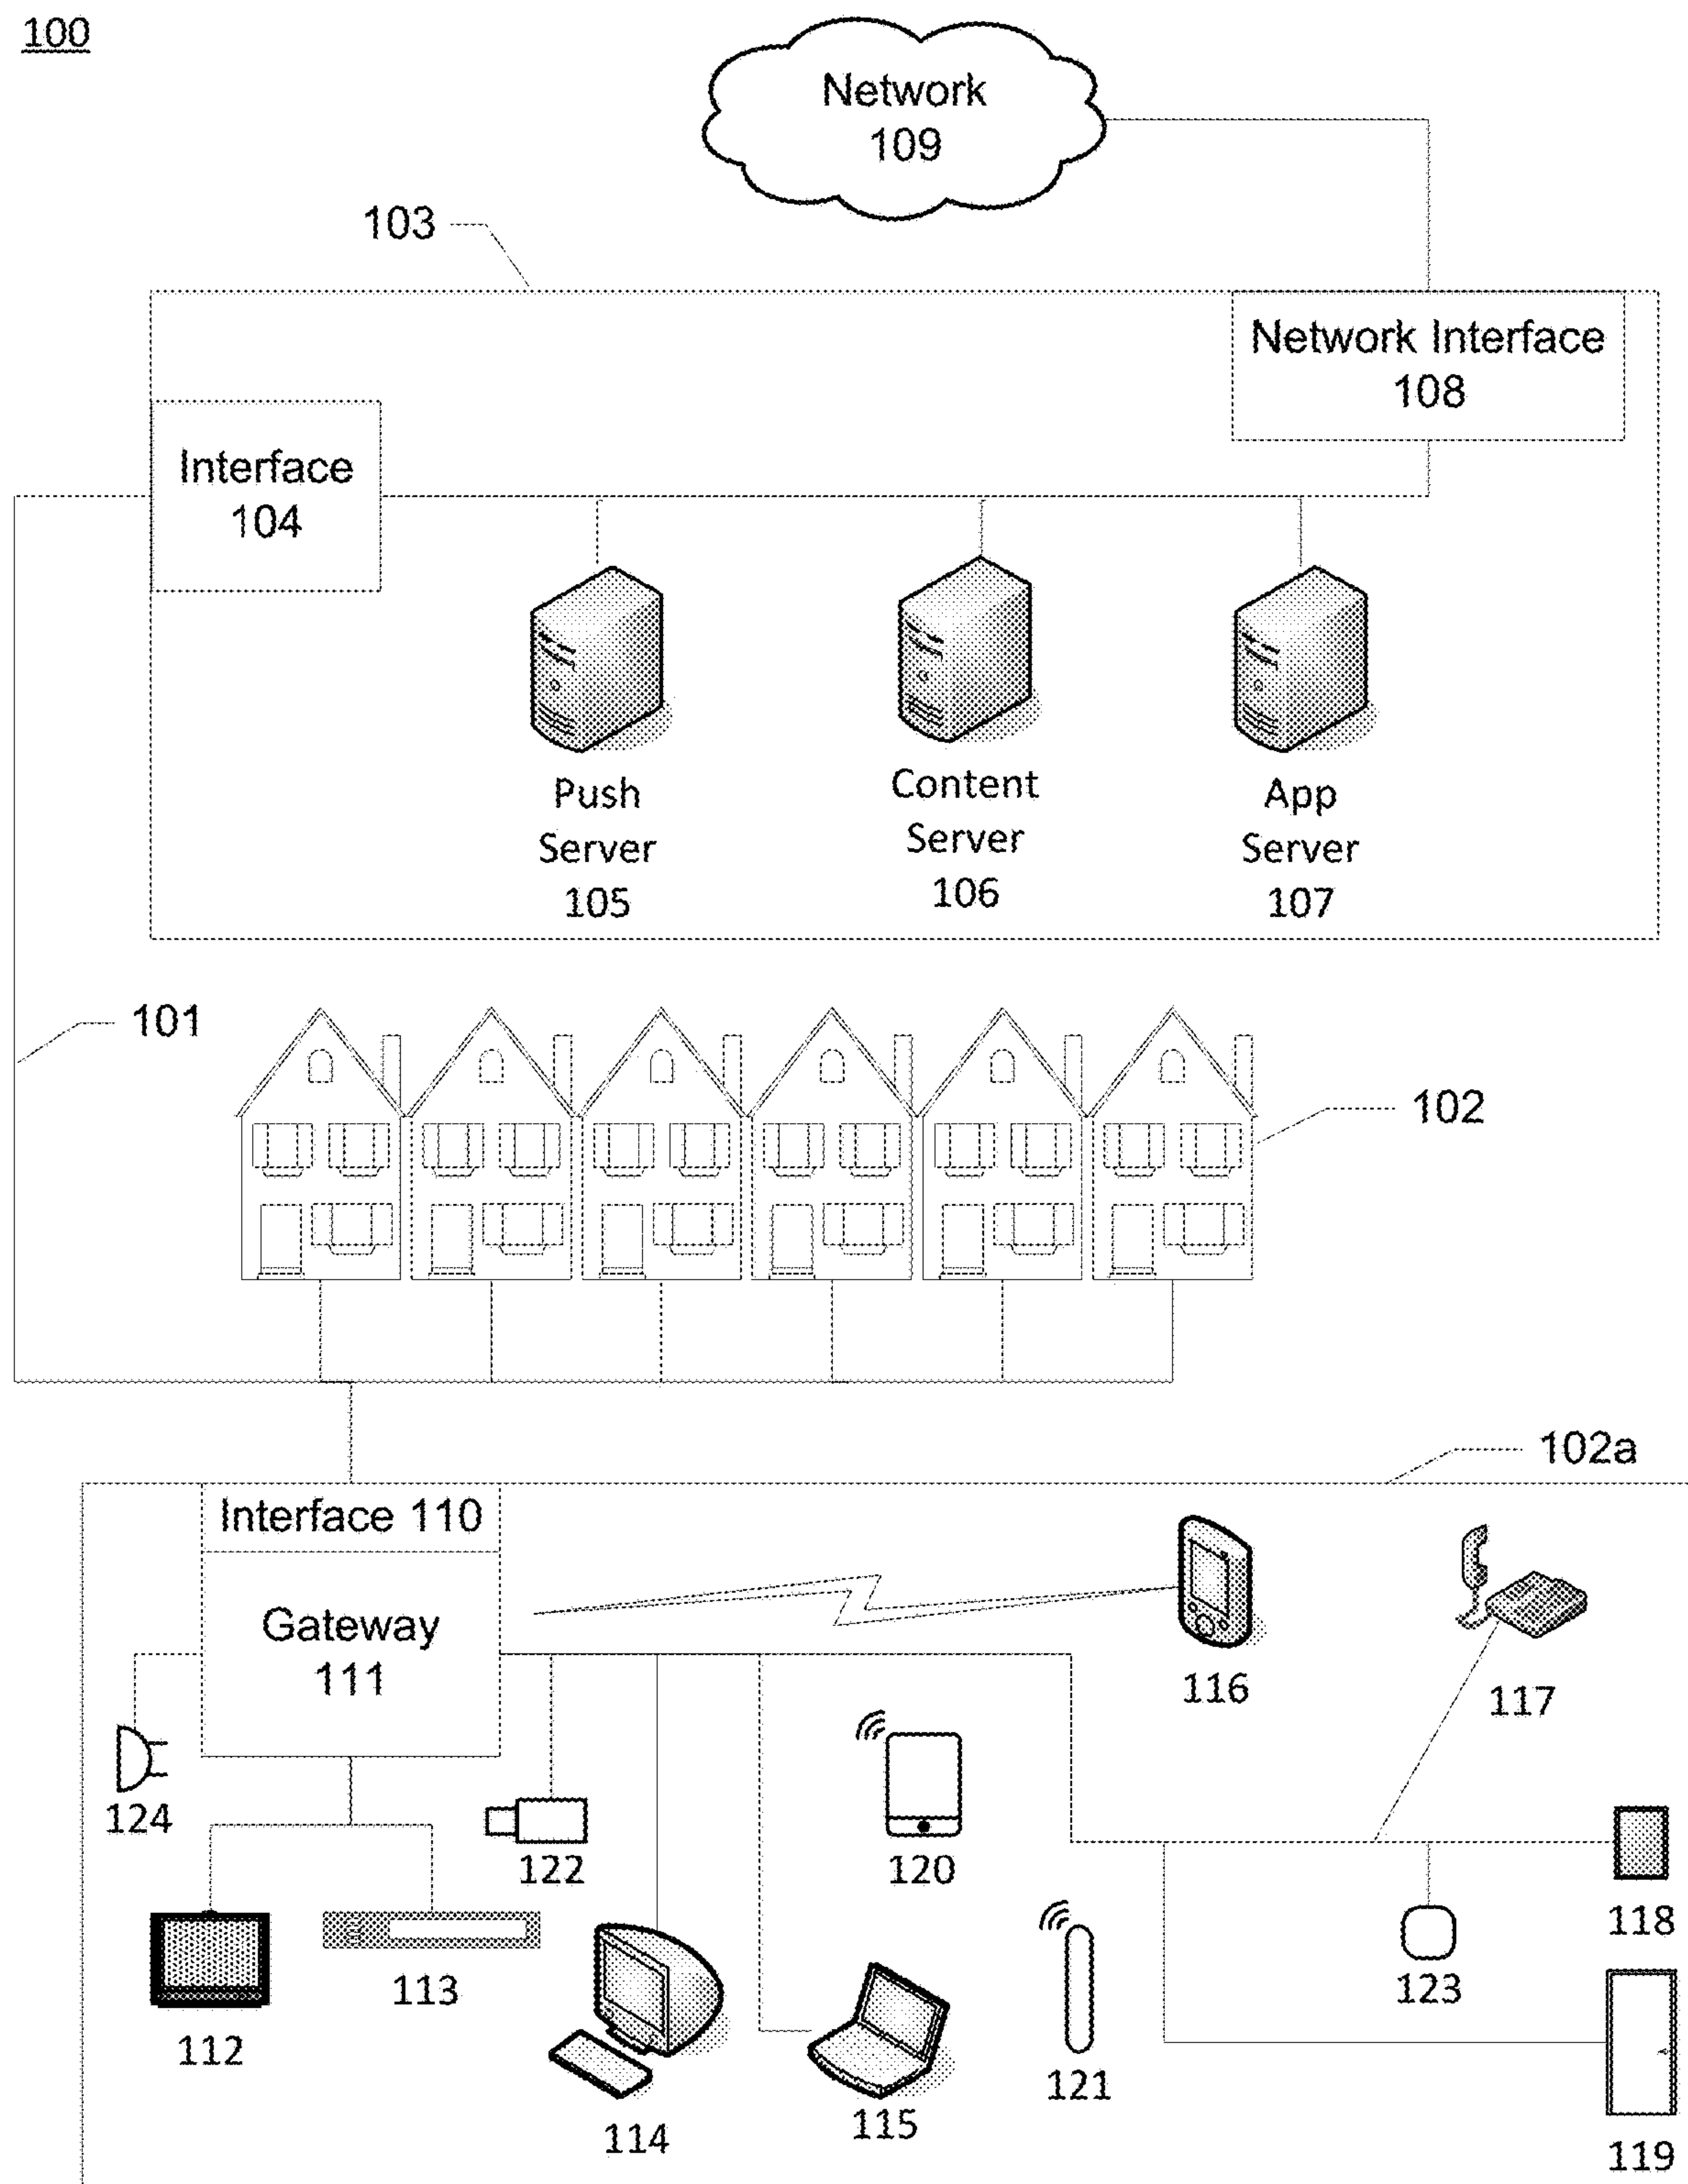 100
Network
109
103
Network Interface
108
Interface
104
Push
Server
105
Content
Server
106
App
Server
107
101
102
102a
Interface 110
Gateway
111
116
117
124
122
120
118
112
113
123
114
115
121
119